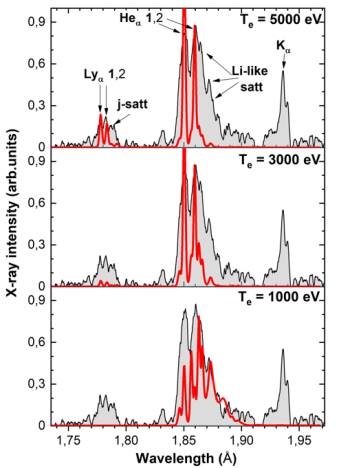 Heα 1,2
Te = 5000 eV
Kα
Lyα 1,2
j-satt
Li-like
satt
0,9
0,6
0,3
0
Te = 3000 eV
0,9
0,6
0,3
0
Te = 1000 eV
0,9
0,6
0,3
0
X-ray intensity (arb.units)
1,75 1,80 1,85 1,90 1,95
Wavelength (Å)